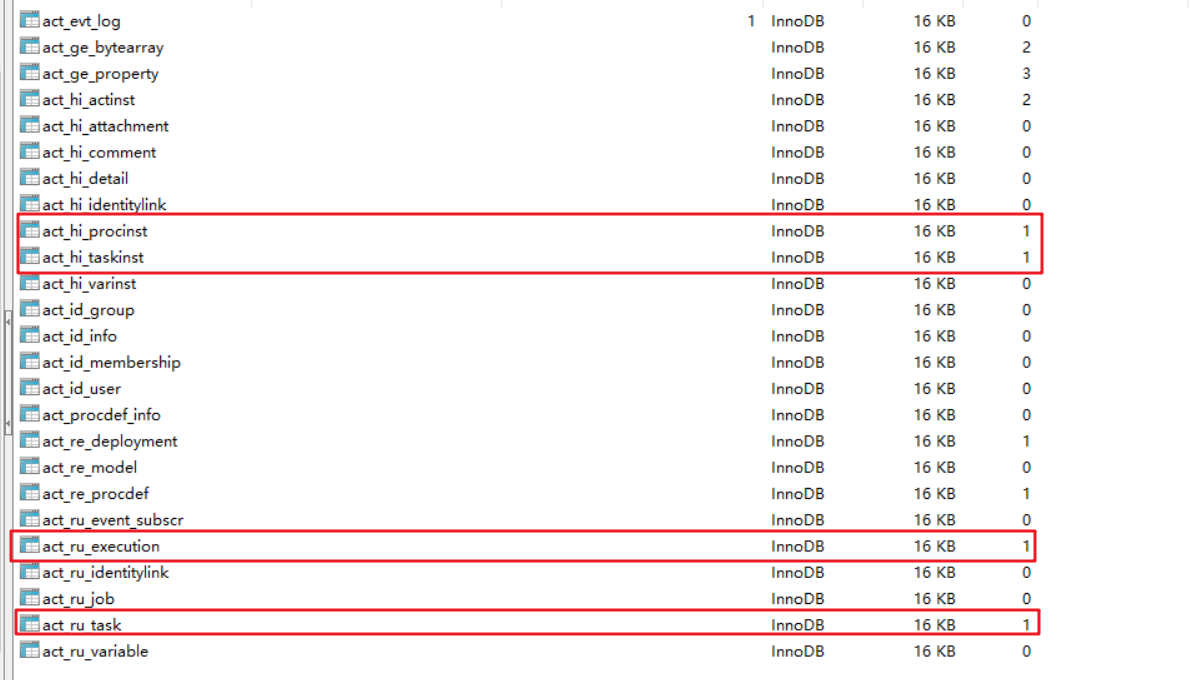 act_evt_log 1 InnoDB 16 KB 0
act_ge_bytearray InnoDB 16 KB 2
act_ge_property InnoDB 16 KB 3
act_hi_actinst InnoDB 16 KB 2
act_hi_attachment InnoDB 16 KB 0
act_hi_comment InnoDB 16 KB 0
act_hi_detail InnoDB 16 KB 0
act_hi_identitylink InnoDB 16 KB 0
act_hi_procinst InnoDB 16 KB 1
act_hi_taskinst InnoDB 16 KB 1
act_hi_varinst InnoDB 16 KB 0
act_id_group InnoDB 16 KB 0
act_id_info InnoDB 16 KB 0
act_id_membership InnoDB 16 KB 0
act_id_user InnoDB 16 KB 0
act_procdef_info InnoDB 16 KB 0
act_re_deployment InnoDB 16 KB 1
act_re_model InnoDB 16 KB 0
act_re_procdef InnoDB 16 KB 1
act_ru_event_subscr InnoDB 16 KB 0
act_ru_execution InnoDB 16 KB 1
act_ru_identitylink InnoDB 16 KB 0
act_ru_job InnoDB 16 KB 0
act_ru_task InnoDB 16 KB 1
act_ru_variable InnoDB 16 KB 0